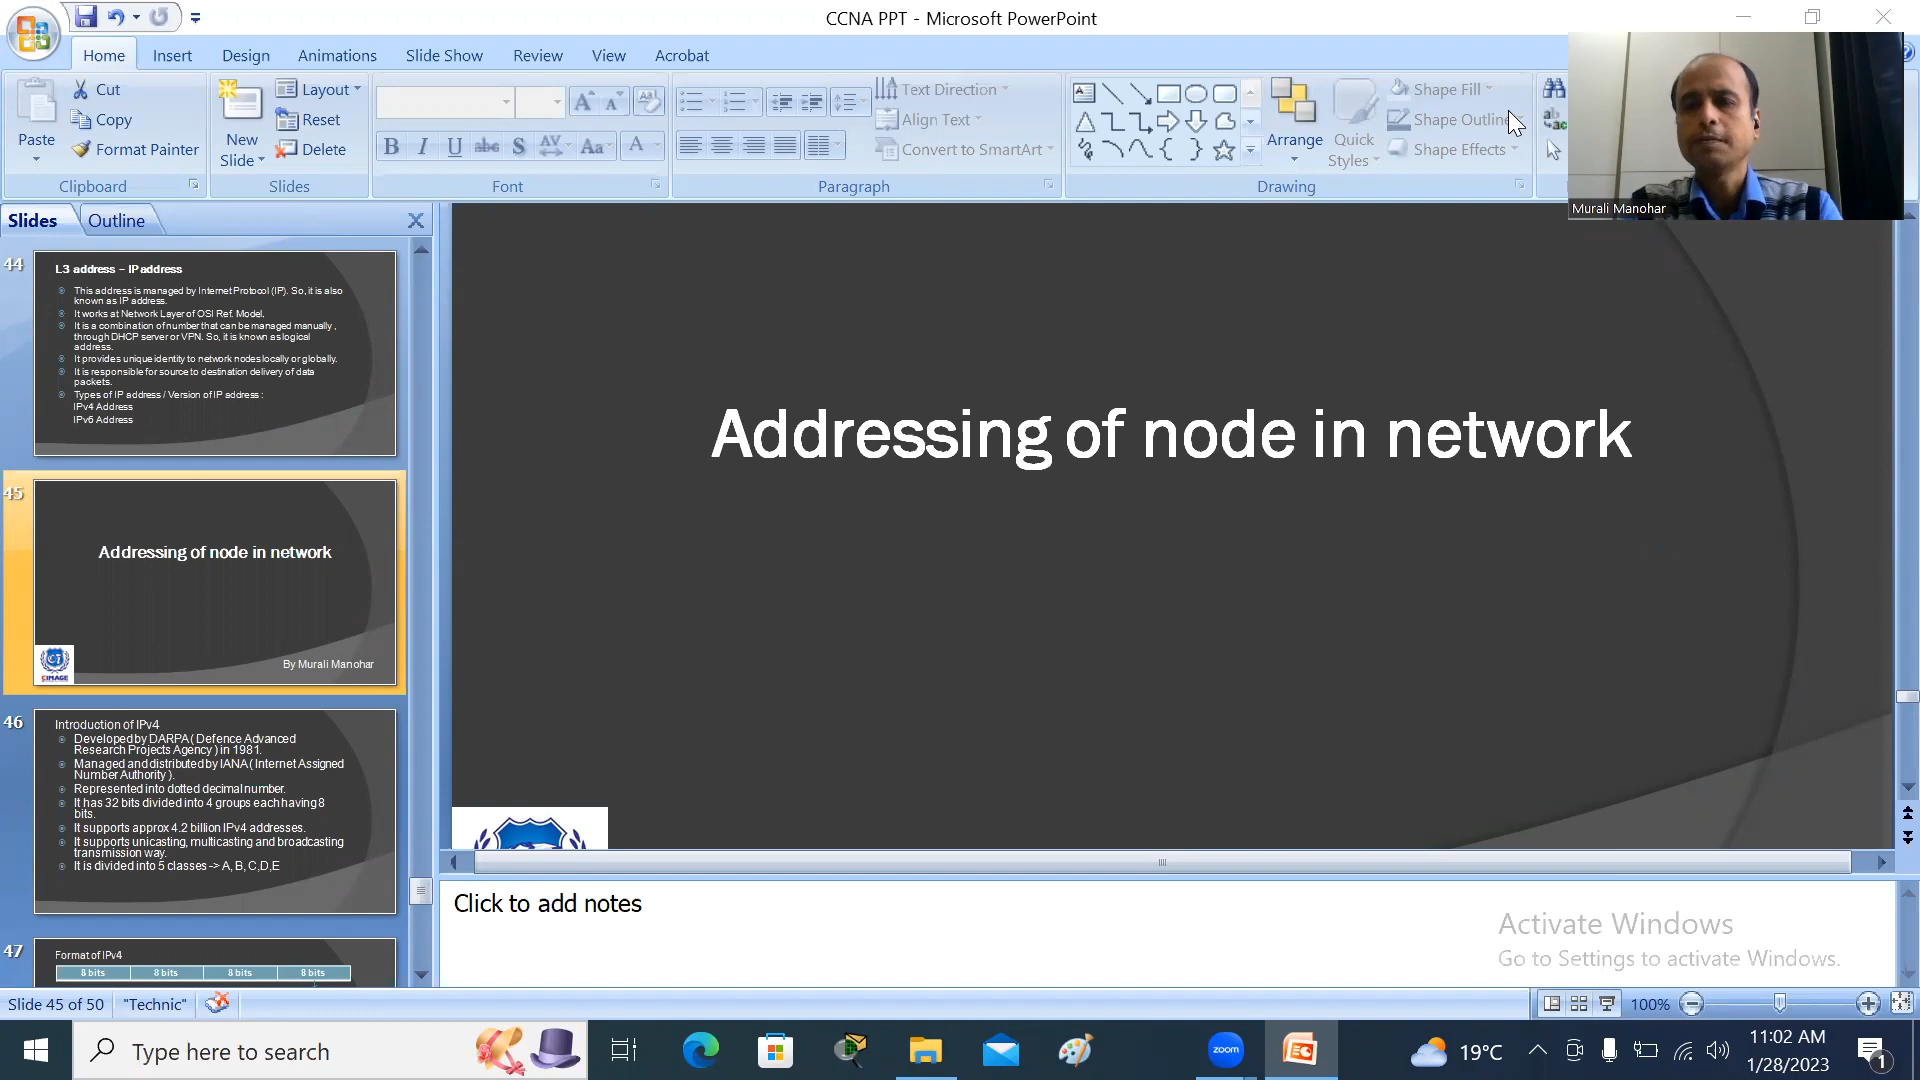 CCNA PPT - Microsoft PowerPoint
Home Insert Design Animations Slide Show Review View Acrobat
Paste
Cut
Copy
Format Painter
Clipboard
New
Slide
Layout
Reset
Delete
Slides
B I U abc S AV Aa A
Font
Text Direction
Align Text
Convert to SmartArt
Paragraph
Arrange
Quick
Styles
Shape Fill
Shape Outline
Shape Effects
Drawing
Murali Manohar
Slides Outline
44
L3 address – IP address
This address is managed by Internet Protocol (IP). So, it is also
known as IP address.
It works at Network Layer of OSI Ref. Model.
It is a combination of number that can be managed manually ,
through DHCP server or VPN. So, it is known as logical
address.
It provides unique identity to network nodes locally or globally.
It is responsible for source to destination delivery of data
packets.
Types of IP address / Version of IP address :
IPv4 Address
IPv6 Address
45
Addressing of node in network
By Murali Manohar
CIMAGE
46
Introduction of IPv4
Developed by DARPA ( Defence Advanced
Research Projects Agency ) in 1981.
Managed and distributed by IANA ( Internet Assigned
Number Authority ).
Represented into dotted decimal number.
It has 32 bits divided into 4 groups each having 8
bits.
It supports approx 4.2 billion IPv4 addresses.
It supports unicasting, multicasting and broadcasting
transmission way.
It is divided into 5 classes -> A, B, C,D,E
47
Format of IPv4
8 bits 8 bits 8 bits 8 bits
Addressing of node in network
Click to add notes
Activate Windows
Go to Settings to activate Windows.
Slide 45 of 50 "Technic"
100%
Type here to search
zoom
19°C
11:02 AM
1/28/2023
1